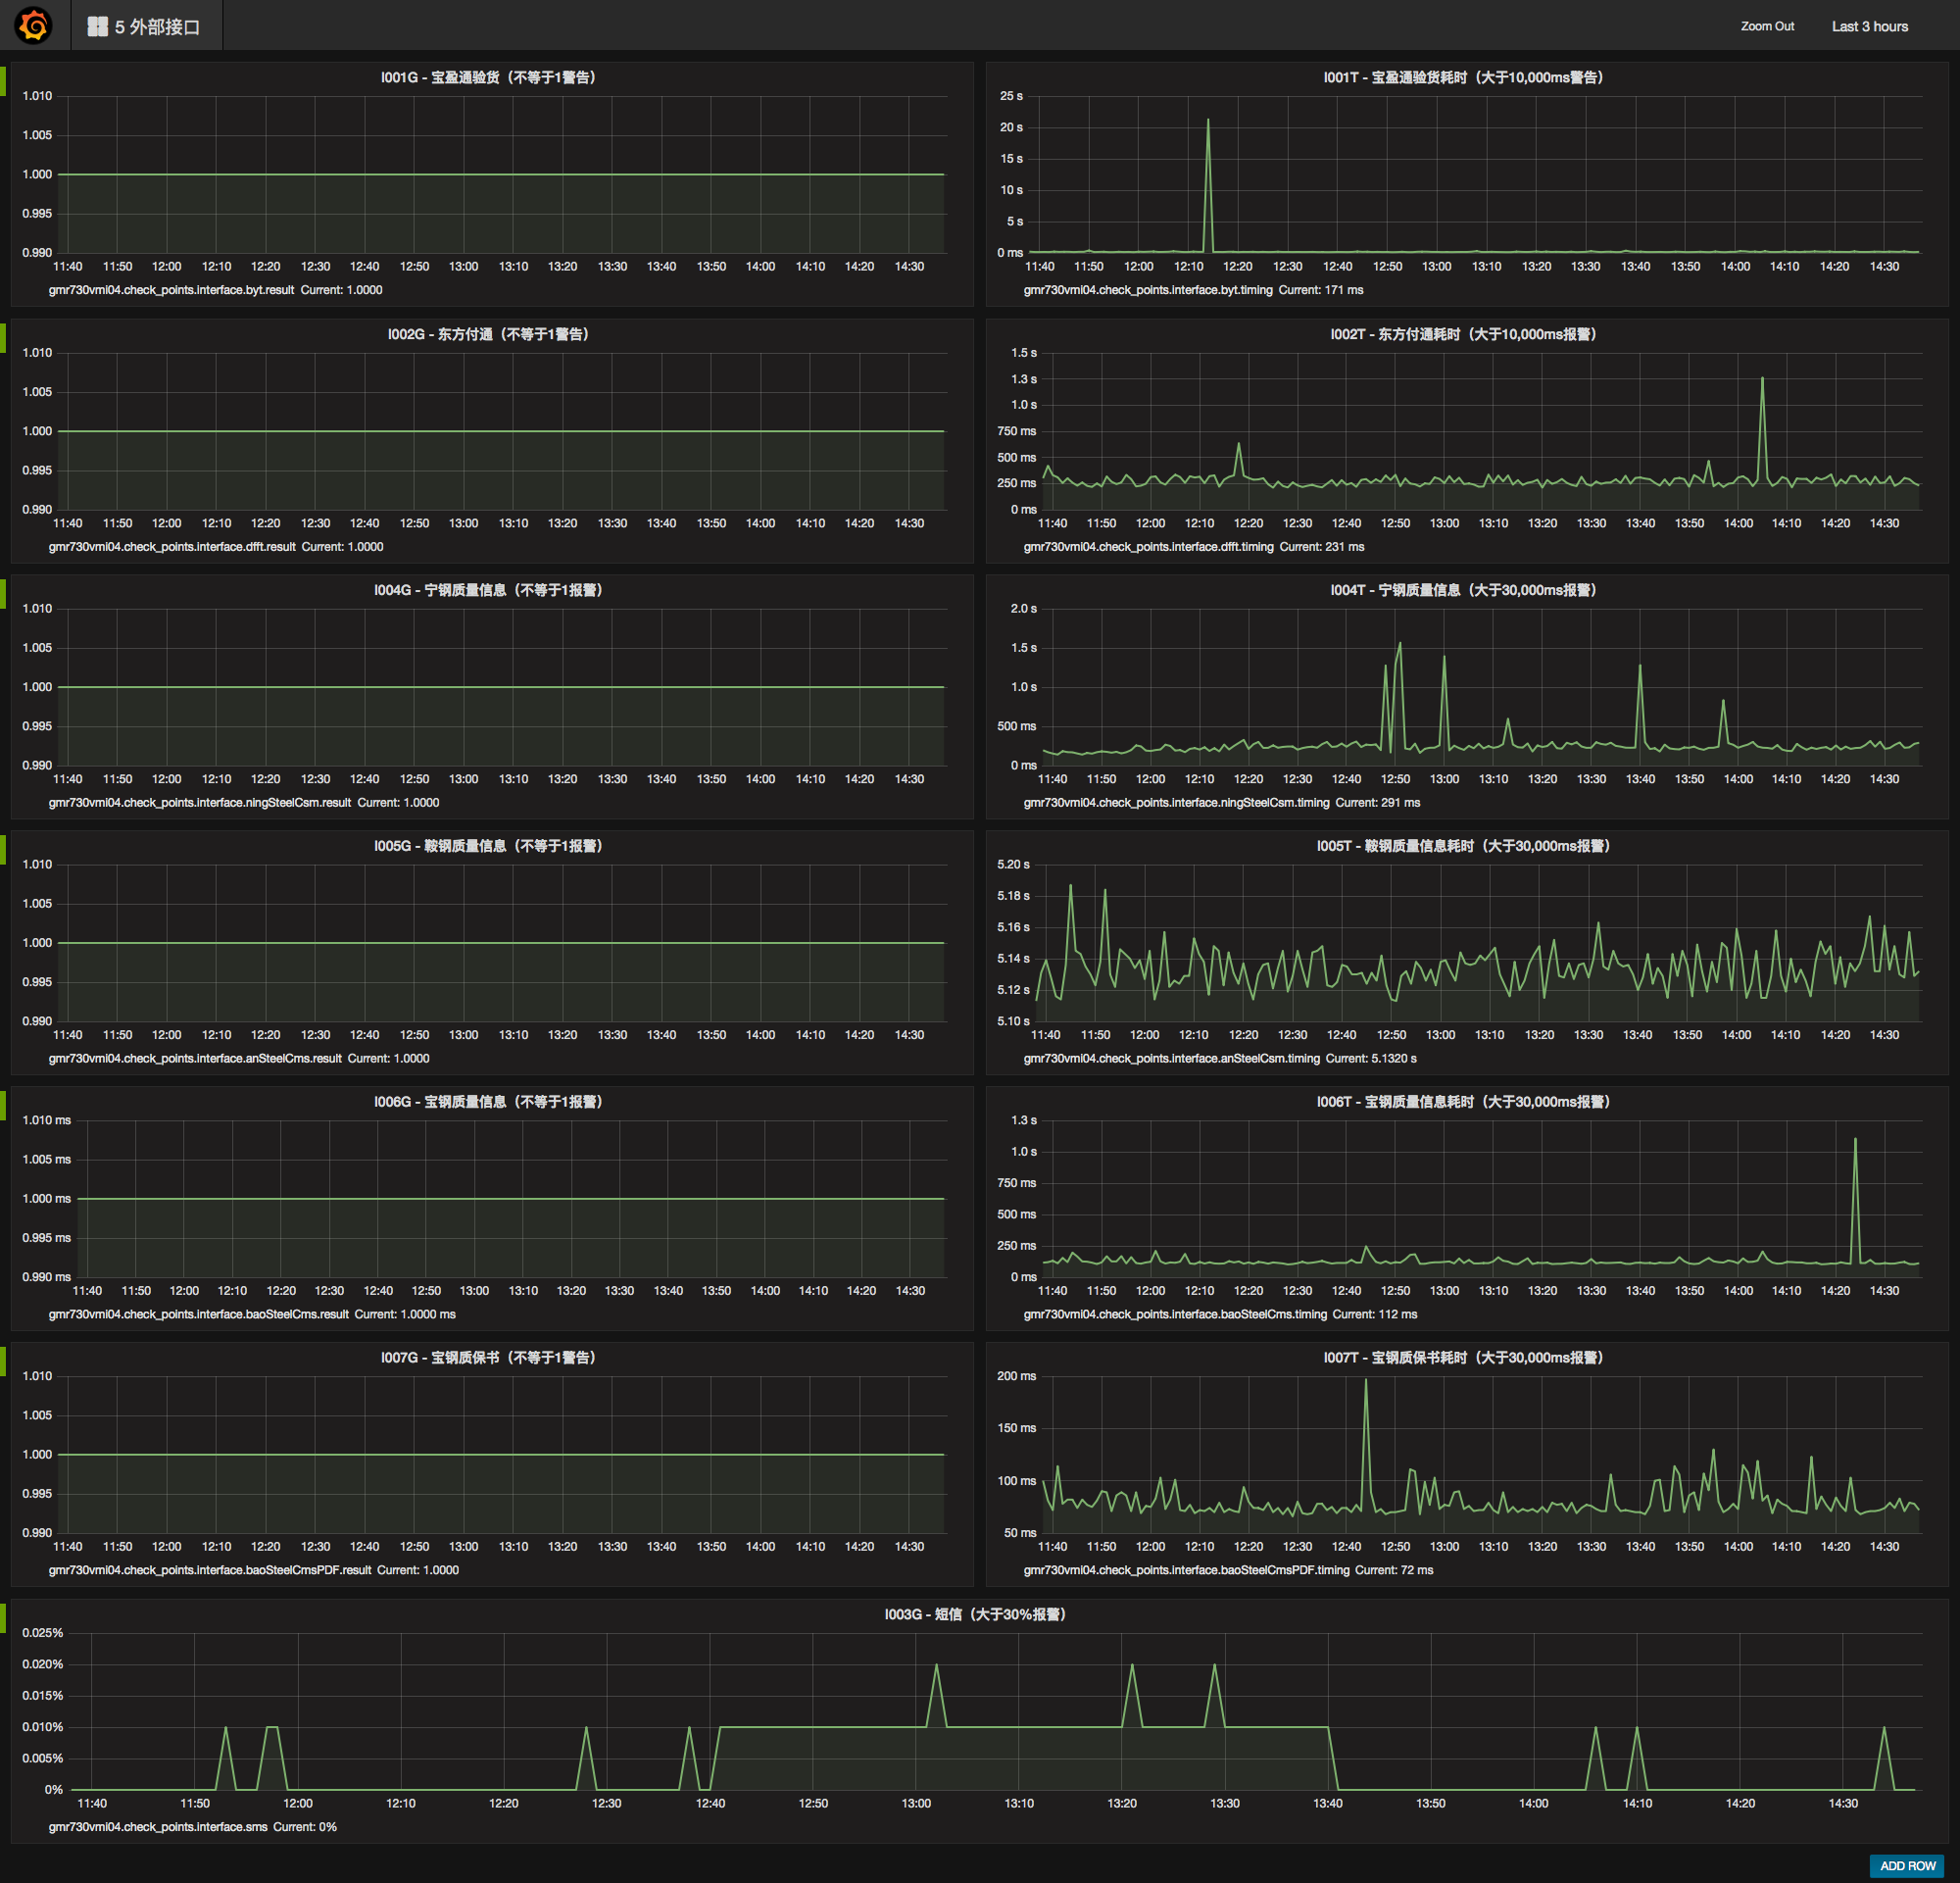 5 外部接口
Zoom Out Last 3 hours
I001G - 宝盈通验货（不等于1警告）
1.010
1.005
1.000
0.995
0.990
11:40 11:50 12:00 12:10 12:20 12:30 12:40 12:50 13:00 13:10 13:20 13:30 13:40 13:50 14:00 14:10 14:20 14:30
gmr730vmi04.check_points.interface.byt.result Current: 1.0000
I001T - 宝盈通验货耗时（大于10,000ms警告）
25 s
20 s
15 s
10 s
5 s
0 ms
11:40 11:50 12:00 12:10 12:20 12:30 12:40 12:50 13:00 13:10 13:20 13:30 13:40 13:50 14:00 14:10 14:20 14:30
gmr730vmi04.check_points.interface.byt.timing Current: 171 ms
I002G - 东方付通（不等于1警告）
1.010
1.005
1.000
0.995
0.990
11:40 11:50 12:00 12:10 12:20 12:30 12:40 12:50 13:00 13:10 13:20 13:30 13:40 13:50 14:00 14:10 14:20 14:30
gmr730vmi04.check_points.interface.dfft.result Current: 1.0000
I002T - 东方付通耗时（大于10,000ms报警）
1.5 s
1.3 s
1.0 s
750 ms
500 ms
250 ms
0 ms
11:40 11:50 12:00 12:10 12:20 12:30 12:40 12:50 13:00 13:10 13:20 13:30 13:40 13:50 14:00 14:10 14:20 14:30
gmr730vmi04.check_points.interface.dfft.timing Current: 231 ms
I004G - 宁钢质量信息（不等于1报警）
1.010
1.005
1.000
0.995
0.990
11:40 11:50 12:00 12:10 12:20 12:30 12:40 12:50 13:00 13:10 13:20 13:30 13:40 13:50 14:00 14:10 14:20 14:30
gmr730vmi04.check_points.interface.ningSteelCsm.result Current: 1.0000
I004T - 宁钢质量信息（大于30,000ms报警）
2.0 s
1.5 s
1.0 s
500 ms
0 ms
11:40 11:50 12:00 12:10 12:20 12:30 12:40 12:50 13:00 13:10 13:20 13:30 13:40 13:50 14:00 14:10 14:20 14:30
gmr730vmi04.check_points.interface.ningSteelCsm.timing Current: 291 ms
I005G - 鞍钢质量信息（不等于1报警）
1.010
1.005
1.000
0.995
0.990
11:40 11:50 12:00 12:10 12:20 12:30 12:40 12:50 13:00 13:10 13:20 13:30 13:40 13:50 14:00 14:10 14:20 14:30
gmr730vmi04.check_points.interface.anSteelCms.result Current: 1.0000
I005T - 鞍钢质量信息耗时（大于30,000ms报警）
5.20 s
5.18 s
5.16 s
5.14 s
5.12 s
5.10 s
11:40 11:50 12:00 12:10 12:20 12:30 12:40 12:50 13:00 13:10 13:20 13:30 13:40 13:50 14:00 14:10 14:20 14:30
gmr730vmi04.check_points.interface.anSteelCsm.timing Current: 5.1320 s
I006G - 宝钢质量信息（不等于1报警）
1.010 ms
1.005 ms
1.000 ms
0.995 ms
0.990 ms
11:40 11:50 12:00 12:10 12:20 12:30 12:40 12:50 13:00 13:10 13:20 13:30 13:40 13:50 14:00 14:10 14:20 14:30
gmr730vmi04.check_points.interface.baoSteelCms.result Current: 1.0000 ms
I006T - 宝钢质量信息耗时（大于30,000ms报警）
1.3 s
1.0 s
750 ms
500 ms
250 ms
0 ms
11:40 11:50 12:00 12:10 12:20 12:30 12:40 12:50 13:00 13:10 13:20 13:30 13:40 13:50 14:00 14:10 14:20 14:30
gmr730vmi04.check_points.interface.baoSteelCms.timing Current: 112 ms
I007G - 宝钢质保书（不等于1警告）
1.010
1.005
1.000
0.995
0.990
11:40 11:50 12:00 12:10 12:20 12:30 12:40 12:50 13:00 13:10 13:20 13:30 13:40 13:50 14:00 14:10 14:20 14:30
gmr730vmi04.check_points.interface.baoSteelCmsPDF.result Current: 1.0000
I007T - 宝钢质保书耗时（大于30,000ms报警）
200 ms
150 ms
100 ms
50 ms
11:40 11:50 12:00 12:10 12:20 12:30 12:40 12:50 13:00 13:10 13:20 13:30 13:40 13:50 14:00 14:10 14:20 14:30
gmr730vmi04.check_points.interface.baoSteelCmsPDF.timing Current: 72 ms
I003G - 短信（大于30%报警）
0.025%
0.020%
0.015%
0.010%
0.005%
0%
11:40 11:50 12:00 12:10 12:20 12:30 12:40 12:50 13:00 13:10 13:20 13:30 13:40 13:50 14:00 14:10 14:20 14:30
gmr730vmi04.check_points.interface.sms Current: 0%
ADD ROW